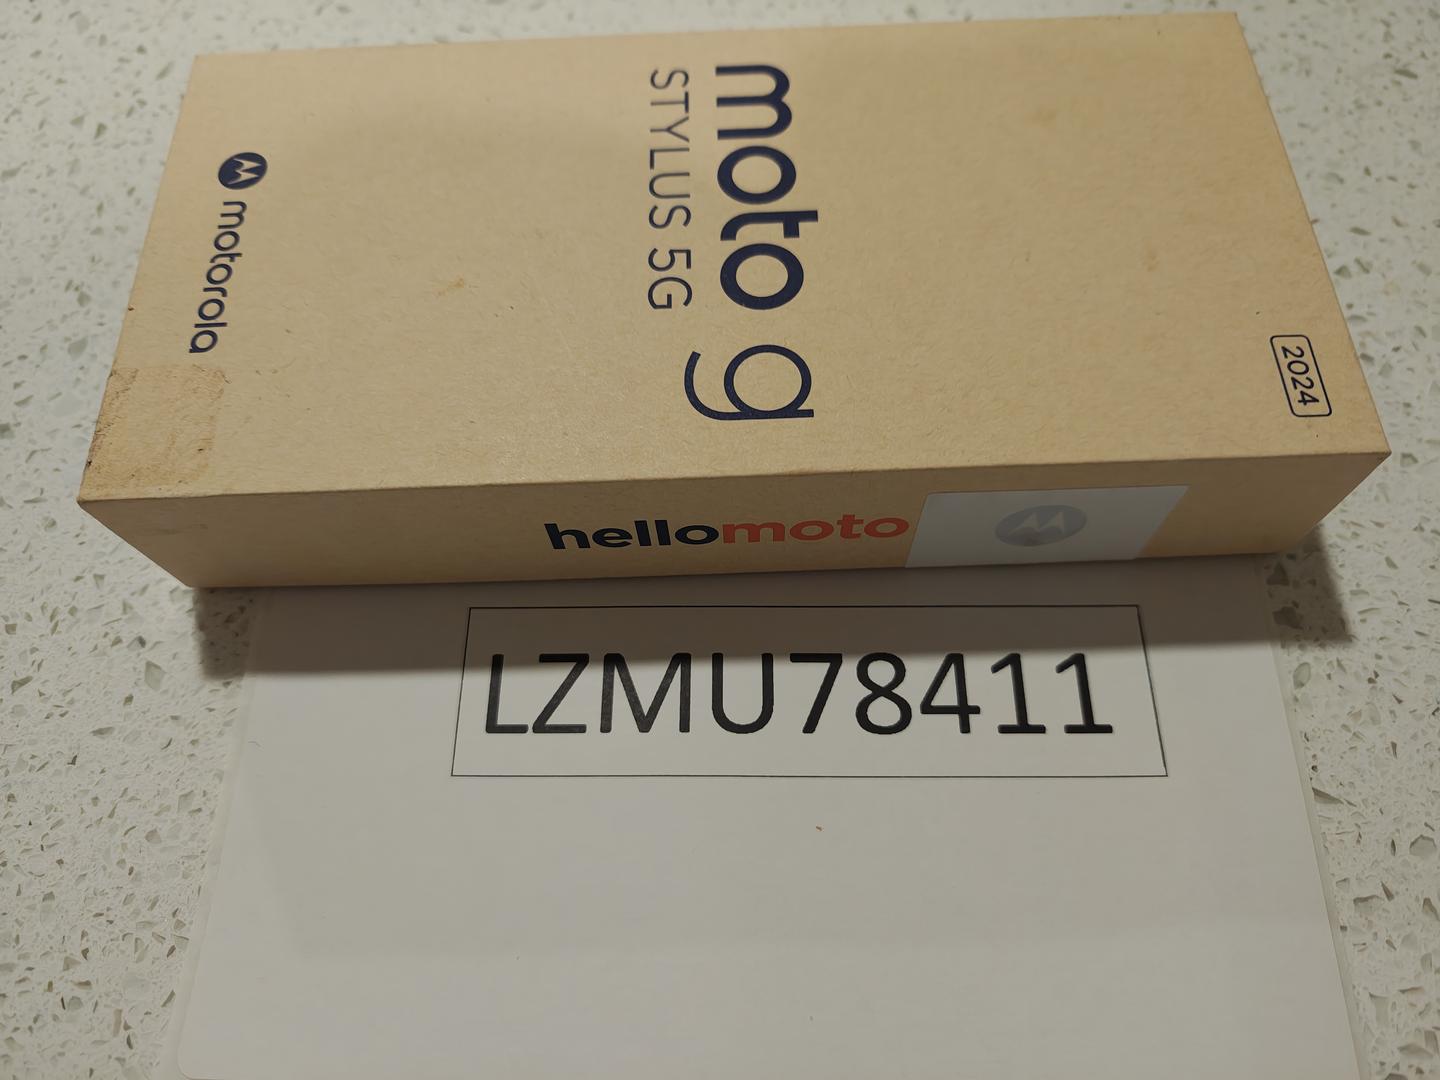 moto g
STYLUS 5G
motorola
2024
hellomoto
LZMU78411